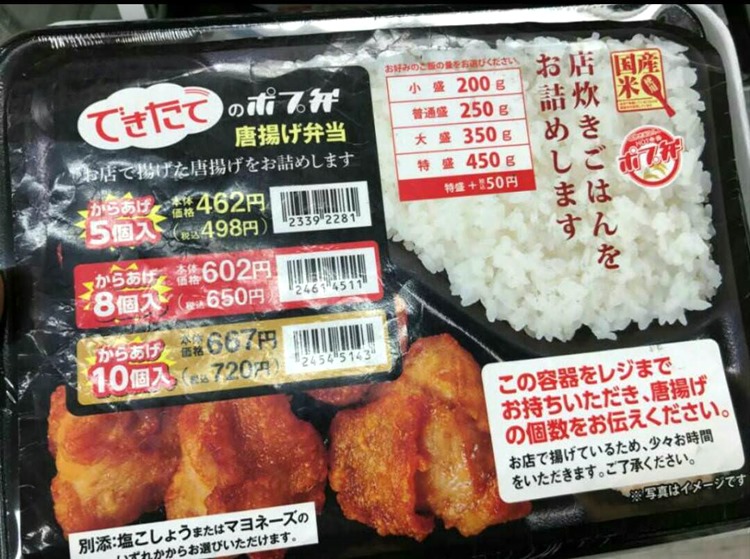 できたて
のポプ弁
唐揚げ弁当
お店で揚げた唐揚げをお詰めします
からあげ
5個入
本体価格 462円
(税込498円)
2339 2281
からあげ
8個入
本体価格 602円
(税込650円)
2461 4511
からあげ
10個入
本体価格 667円
(税込720円)
2454 5143
お好みのご飯の量をお選びください。
小盛 200g
普通盛 250g
大盛 350g
特盛 450g
特盛+税込50円
店炊きごはんを
お詰めします
国産
米
HOT弁当
ポプ弁
この容器をレジまで
お持ちいただき、唐揚げ
の個数をお伝えください。
お店で揚げているため、少々お時間
をいただきます。ご了承ください。
※写真はイメージです
別添:塩こしょうまたはマヨネーズの
いずれかからお選びいただけます。